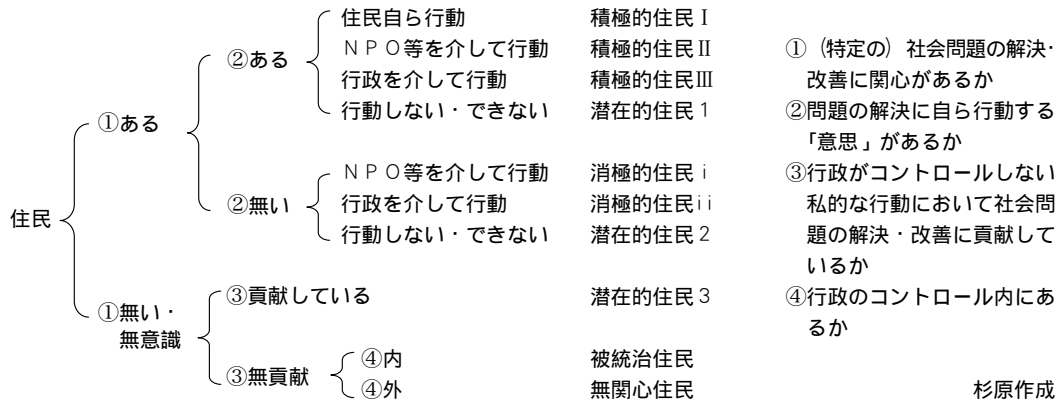 住民自ら行動 積極的住民Ⅰ
②ある
NPO等を介して行動 積極的住民Ⅱ
行政を介して行動 積極的住民Ⅲ
行動しない・できない 潜在的住民1
①ある
NPO等を介して行動 消極的住民ⅰ
②無い
行政を介して行動 消極的住民ii
行動しない・できない 潜在的住民2
住民
①無い・
無意識
③貢献している 潜在的住民3
③無貢献
④内 被統治住民
④外 無関心住民
①(特定の)社会問題の解決・
改善に関心があるか
②問題の解決に自ら行動する
「意思」があるか
③行政がコントロールしない
私的な行動において社会問
題の解決・改善に貢献して
いるか
④行政のコントロール内にあ
るか
杉原作成